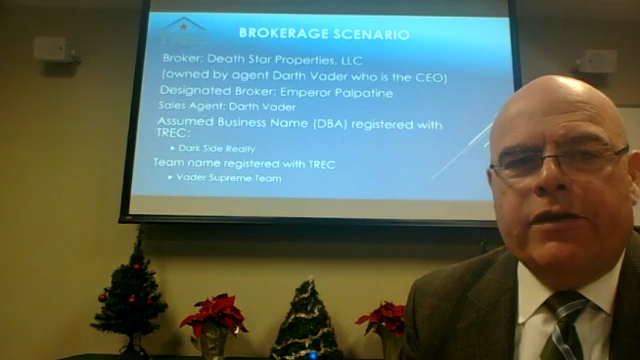 BROKERAGE SCENARIO
Broker: Death Star Properties, LLC
(owned by agent Darth Vader who is the CEO)
Designated Broker: Emperor Palpatine
Sales Agent: Darth Vader
Assumed Business Name (DBA) registered with
TREC:
▸ Dark Side Realty
Team name registered with TREC
▸ Vader Supreme Team